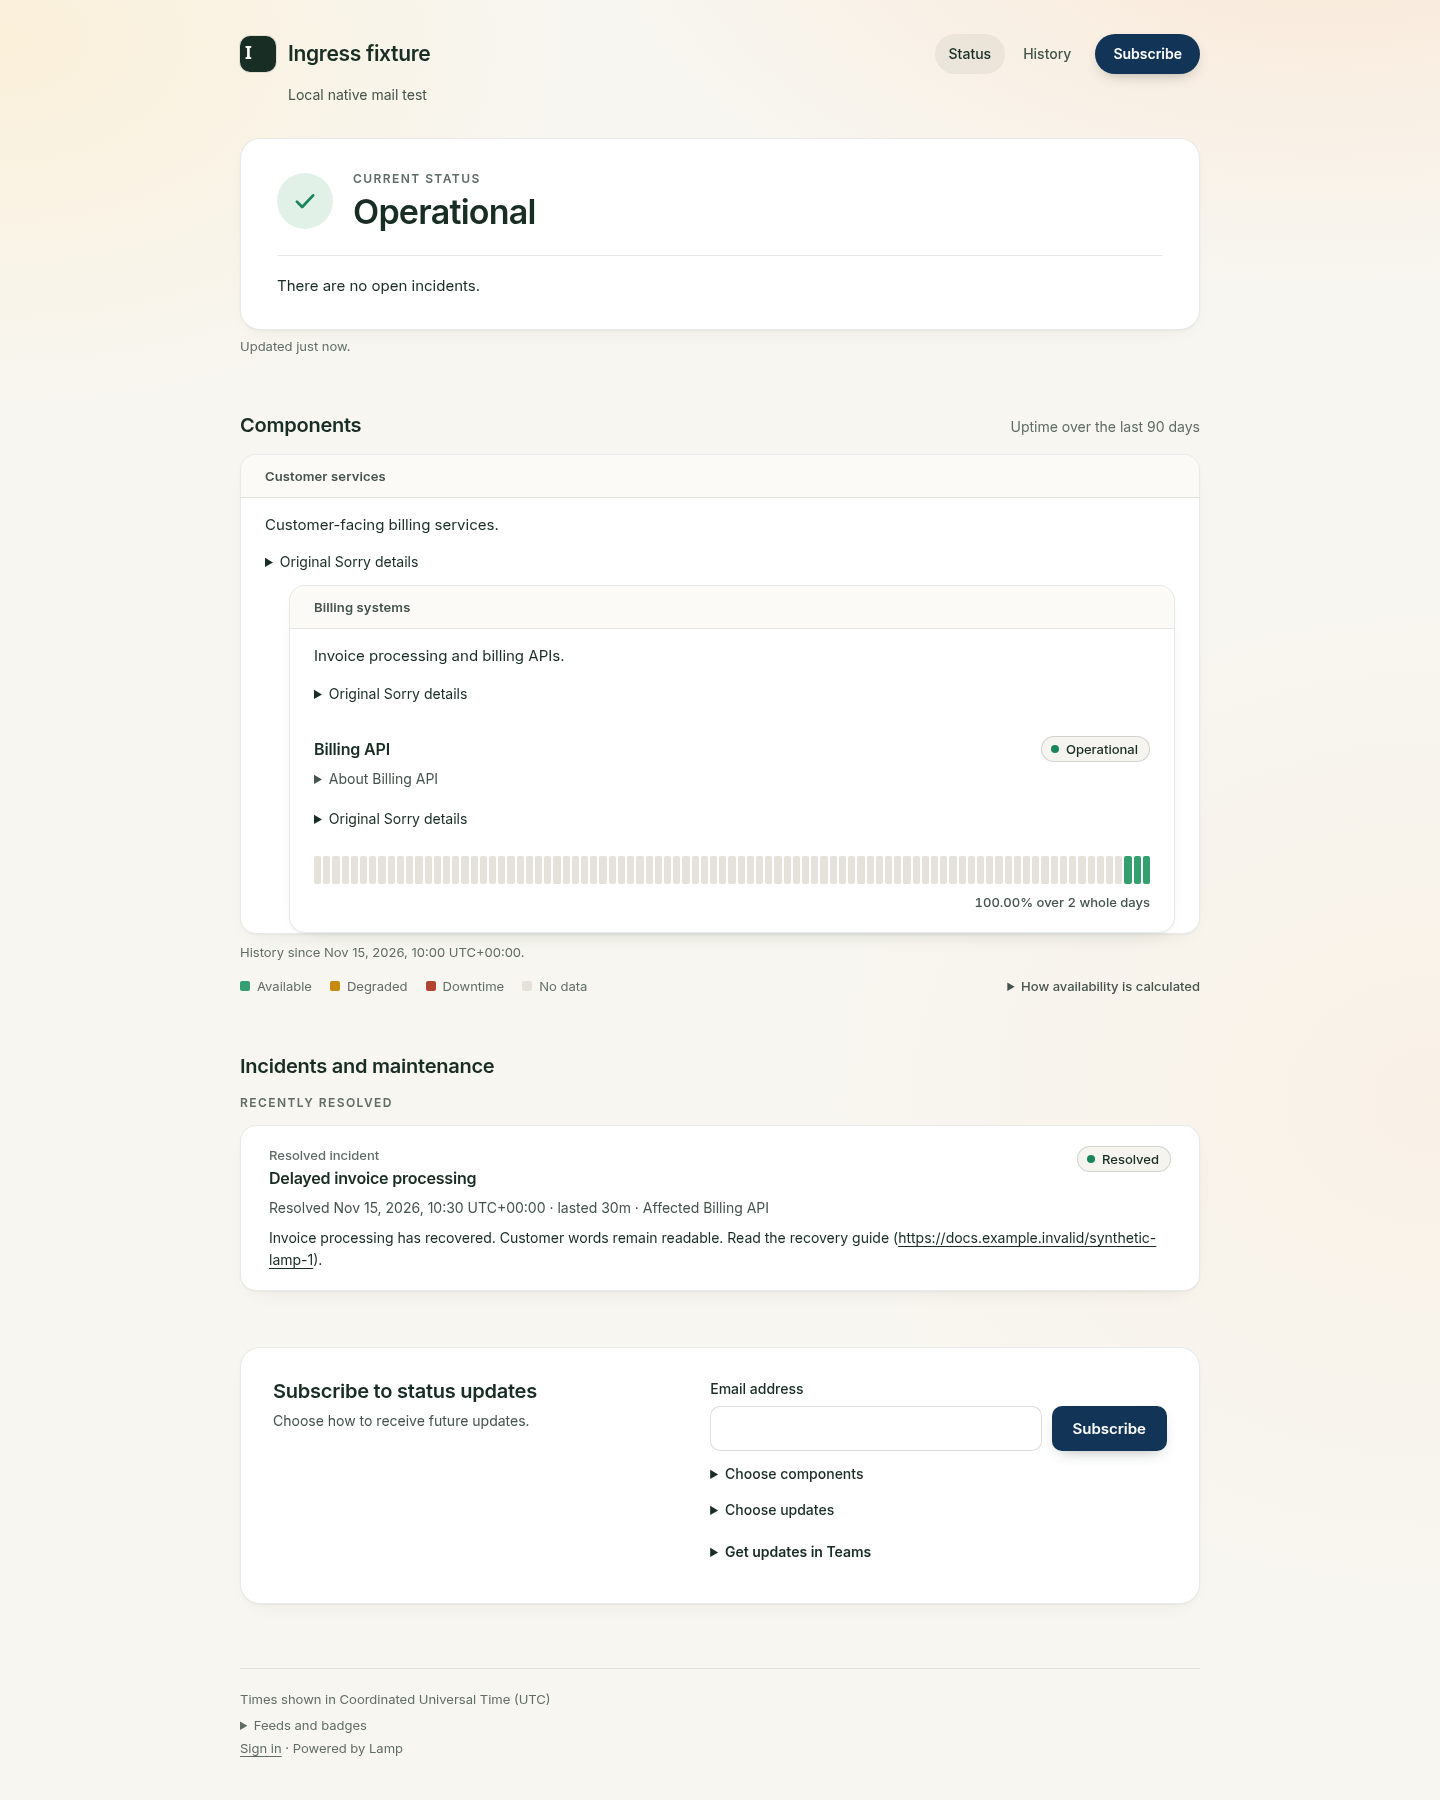 I
Ingress fixture
Status
History
Subscribe
Local native mail test
CURRENT STATUS
Operational
There are no open incidents.
Updated just now.
Components
Uptime over the last 90 days
Customer services
Customer-facing billing services.
Original Sorry details
Billing systems
Invoice processing and billing APIs.
Original Sorry details
Billing API
Operational
About Billing API
Original Sorry details
100.00% over 2 whole days
History since Nov 15, 2026, 10:00 UTC+00:00.
Available
Degraded
Downtime
No data
How availability is calculated
Incidents and maintenance
RECENTLY RESOLVED
Resolved incident
Resolved
Delayed invoice processing
Resolved Nov 15, 2026, 10:30 UTC+00:00 · lasted 30m · Affected Billing API
Invoice processing has recovered. Customer words remain readable. Read the recovery guide (https://docs.example.invalid/synthetic-
lamp-1).
Subscribe to status updates
Choose how to receive future updates.
Email address
Subscribe
Choose components
Choose updates
Get updates in Teams
Times shown in Coordinated Universal Time (UTC)
Feeds and badges
Sign in · Powered by Lamp